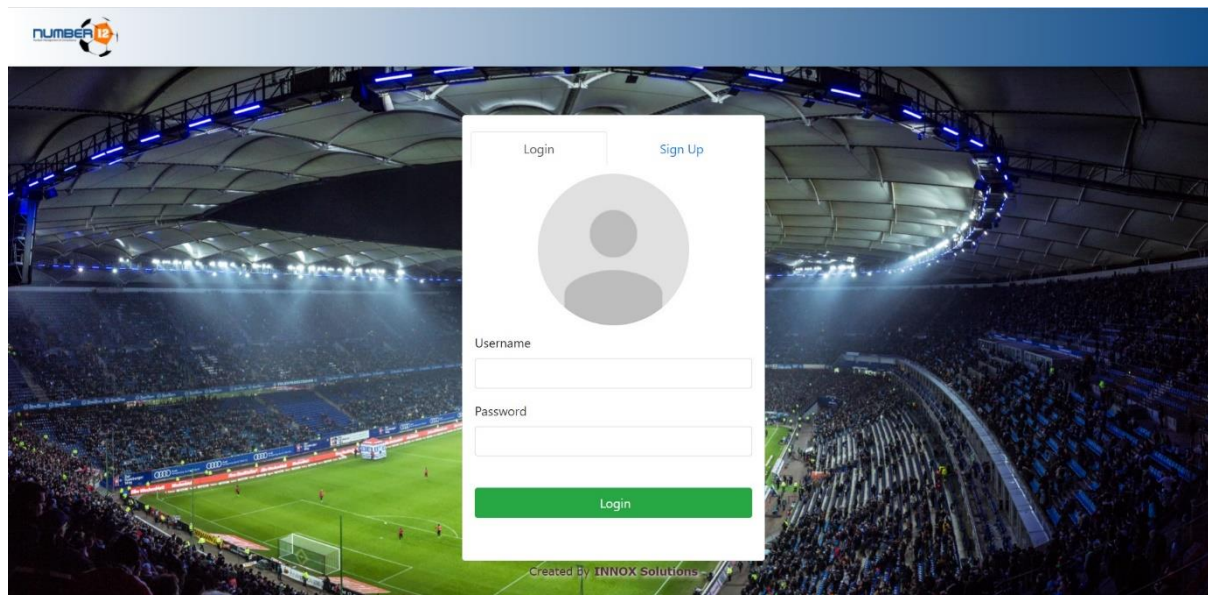 NUMBER 12
Login
Sign Up
Username
Password
Login
Created By INNOX Solutions